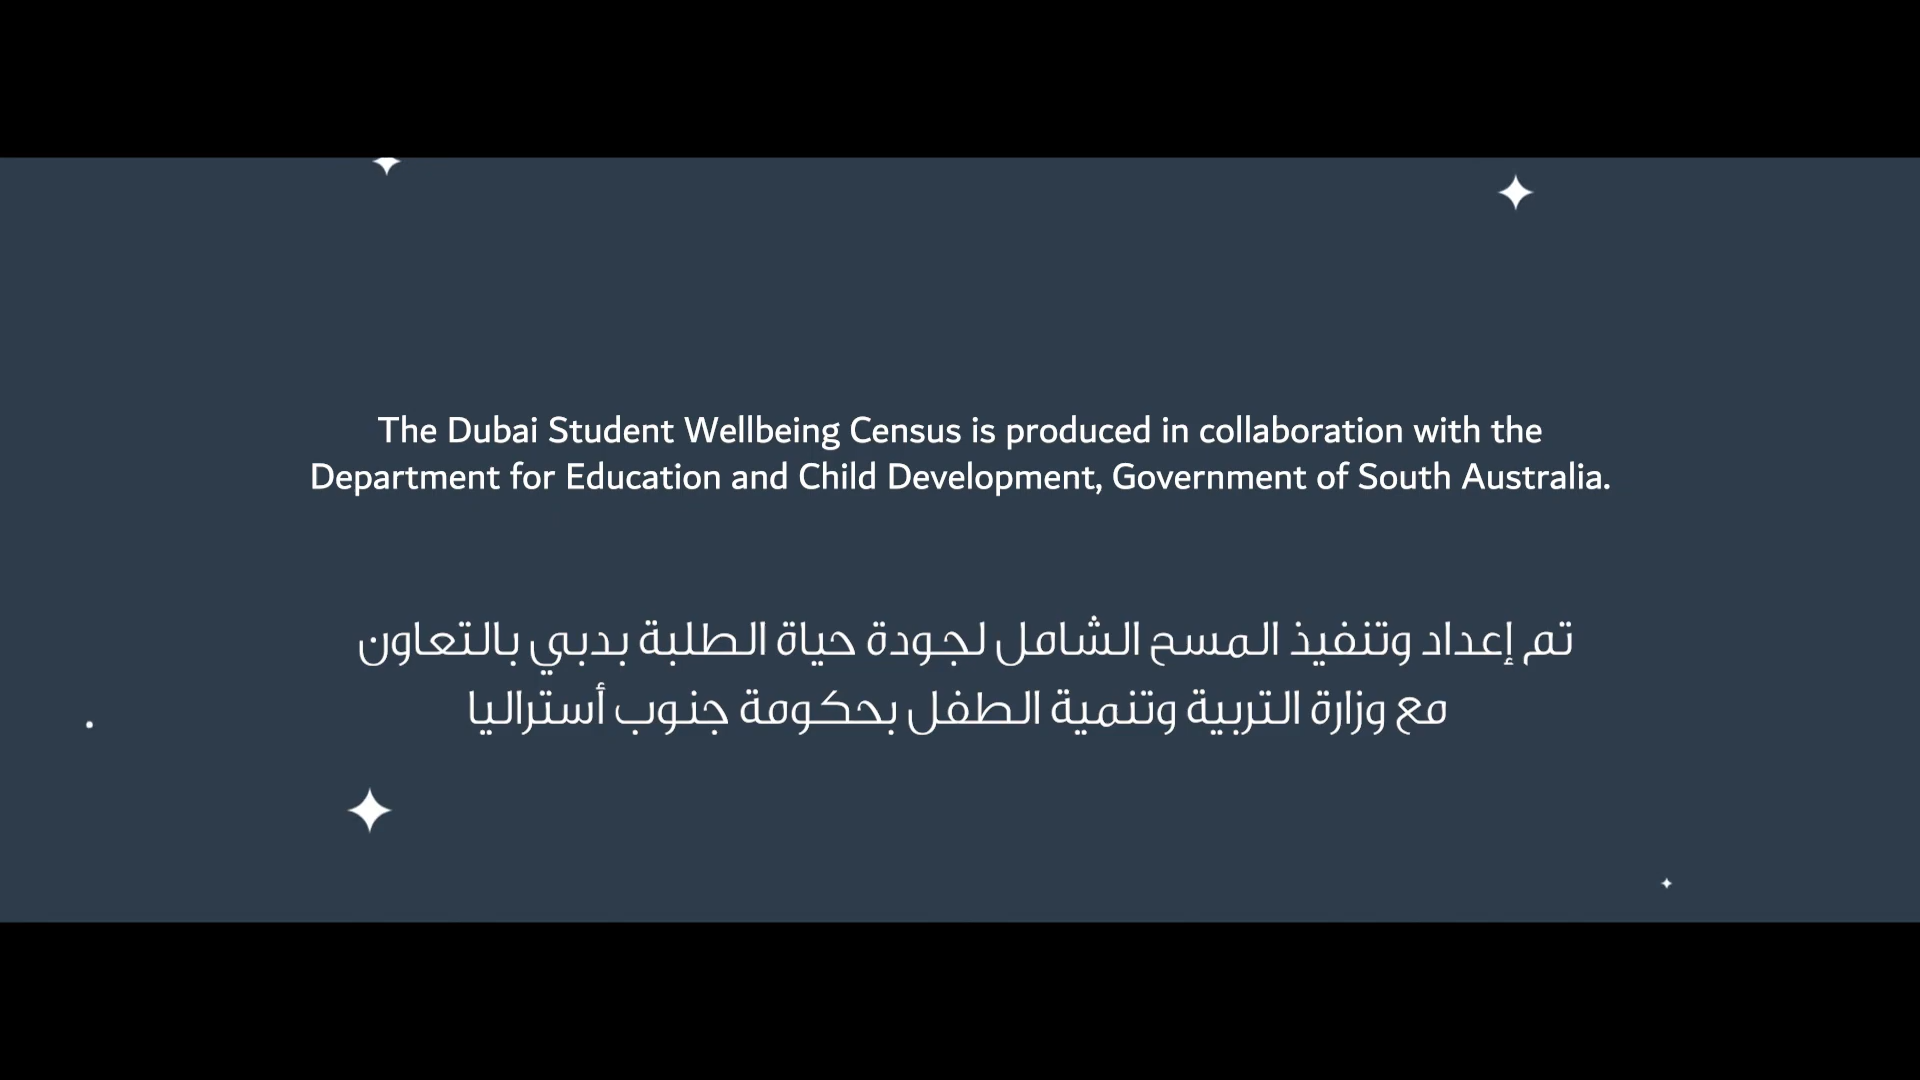 The Dubai Student Wellbeing Census is produced in collaboration with the
Department for Education and Child Development, Government of South Australia.
تم إعداد وتنفيذ المسح الشامل لجودة حياة الطلبة بدبي بالتعاون
مع وزارة التربية وتنمية الطفل بحكومة جنوب أستراليا